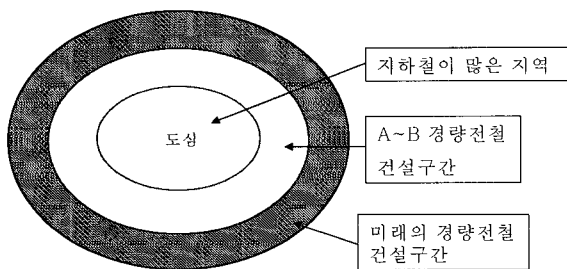 지하철이 많은 지역
도심
A~B 경량전철
건설구간
미래의 경량전철
건설구간